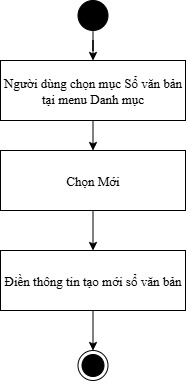 Người dùng chọn mục Sổ văn bản
tại menu Danh mục
Chọn Mới
Điền thông tin tạo mới sổ văn bản